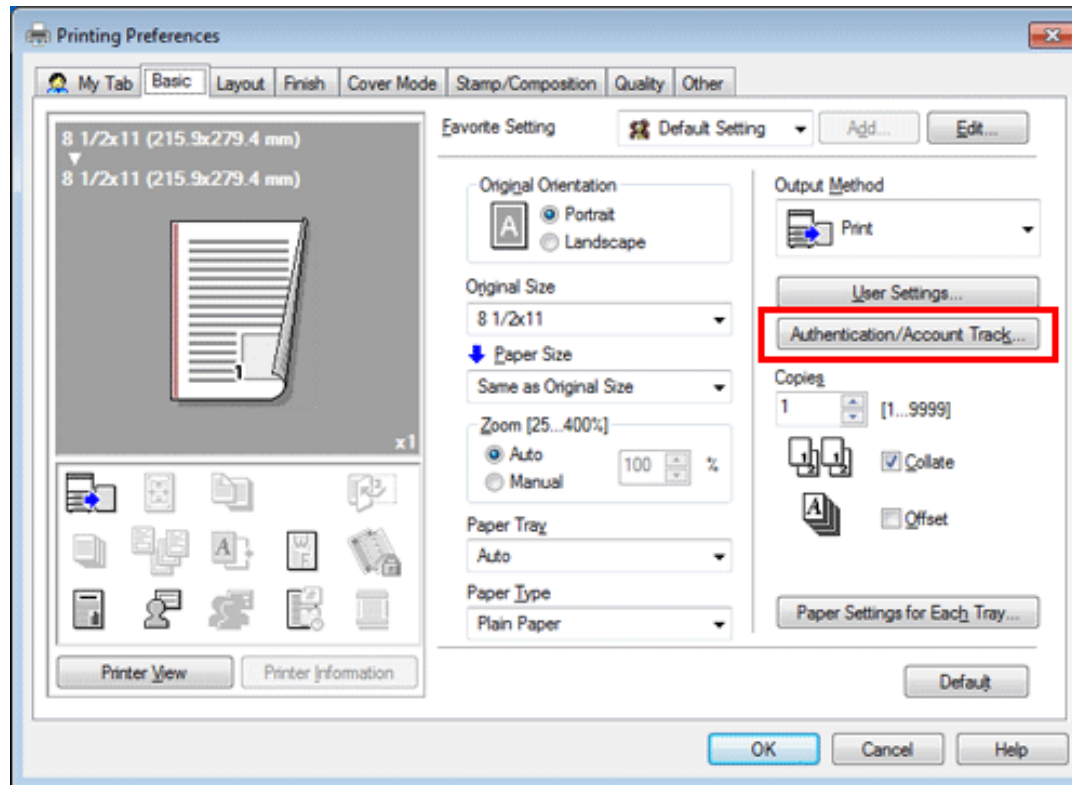 Printing Preferences
My Tab Basic Layout Finish Cover Mode Stamp/Composition Quality Other
8 1/2x11 (215.9x279.4 mm)
8 1/2x11 (215.9x279.4 mm)
1
x1
Printer View Printer Information
Favorite Setting Default Setting Add... Edit...
Original Orientation
A
Portrait
Landscape
Original Size
8 1/2x11
Paper Size
Same as Original Size
Zoom [25...400%]
Auto
Manual
100 %
Paper Tray
Auto
Paper Type
Plain Paper
Output Method
Print
User Settings...
Authentication/Account Track...
Copies
1 [1...9999]
Collate
Offset
Paper Settings for Each Tray...
Default
OK Cancel Help